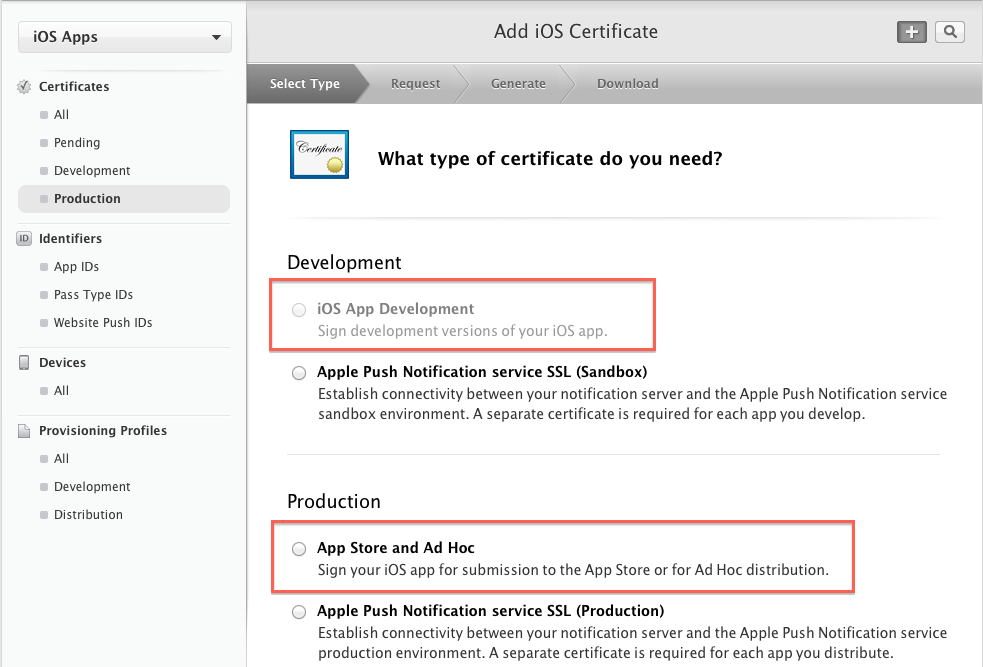 iOS Apps
Certificates
All
Pending
Development
Production
ID Identifiers
App IDs
Pass Type IDs
Website Push IDs
Devices
All
Provisioning Profiles
All
Development
Distribution
Add iOS Certificate
Select Type
Request
Generate
Download
Certificate
What type of certificate do you need?
Development
iOS App Development
Sign development versions of your iOS app.
Apple Push Notification service SSL (Sandbox)
Establish connectivity between your notification server and the Apple Push Notification service
sandbox environment. A separate certificate is required for each app you develop.
Production
App Store and Ad Hoc
Sign your iOS app for submission to the App Store or for Ad Hoc distribution.
Apple Push Notification service SSL (Production)
Establish connectivity between your notification server and the Apple Push Notification service
production environment. A separate certificate is required for each app you distribute.